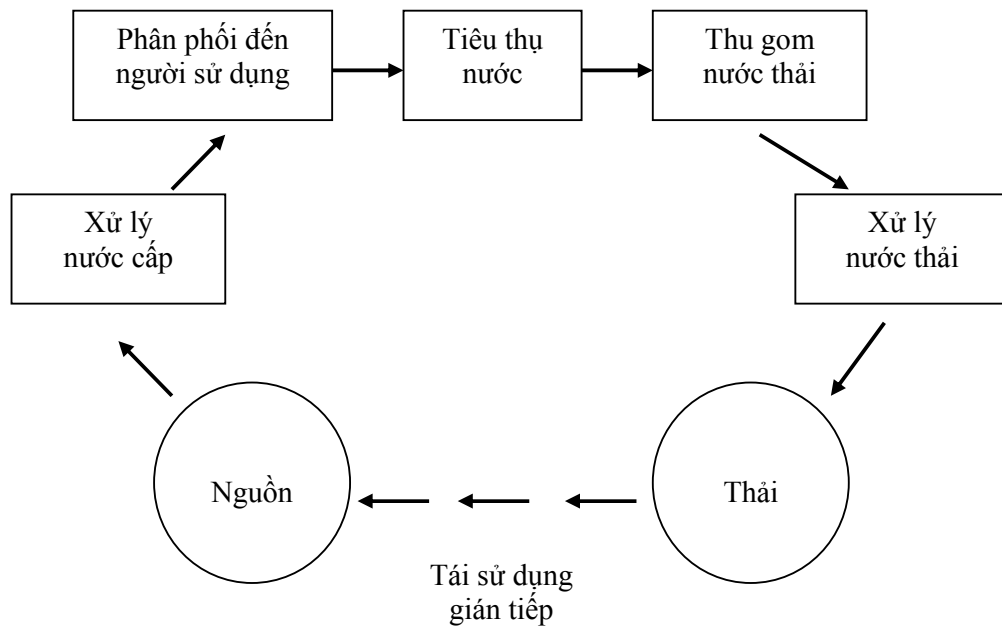 Phân phối đến
người sử dụng
Tiêu thụ
nước
Thu gom
nước thải
Xử lý
nước cấp
Xử lý
nước thải
Nguồn
Thải
Tái sử dụng
gián tiếp